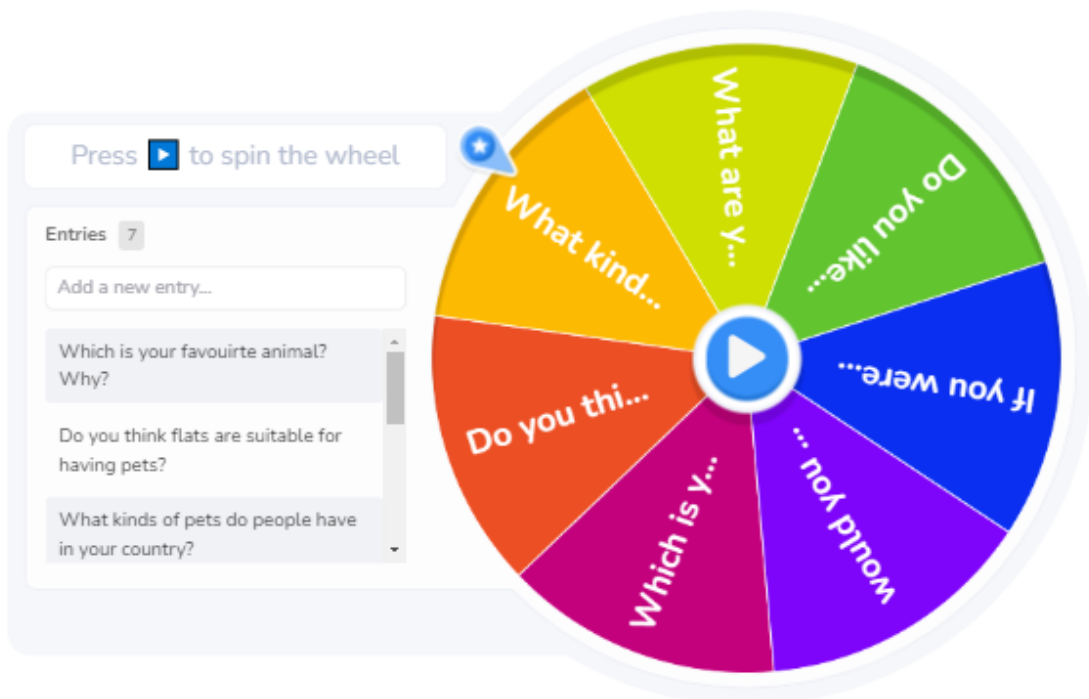 Press to spin the wheel
Entries 7
Add a new entry...
Which is your favouirte animal?
Why?
Do you think flats are suitable for
having pets?
What kinds of pets do people have
in your country?
What kind...
What are y...
Do you like...
If you were...
would you ...
Which is y...
Do you thi...